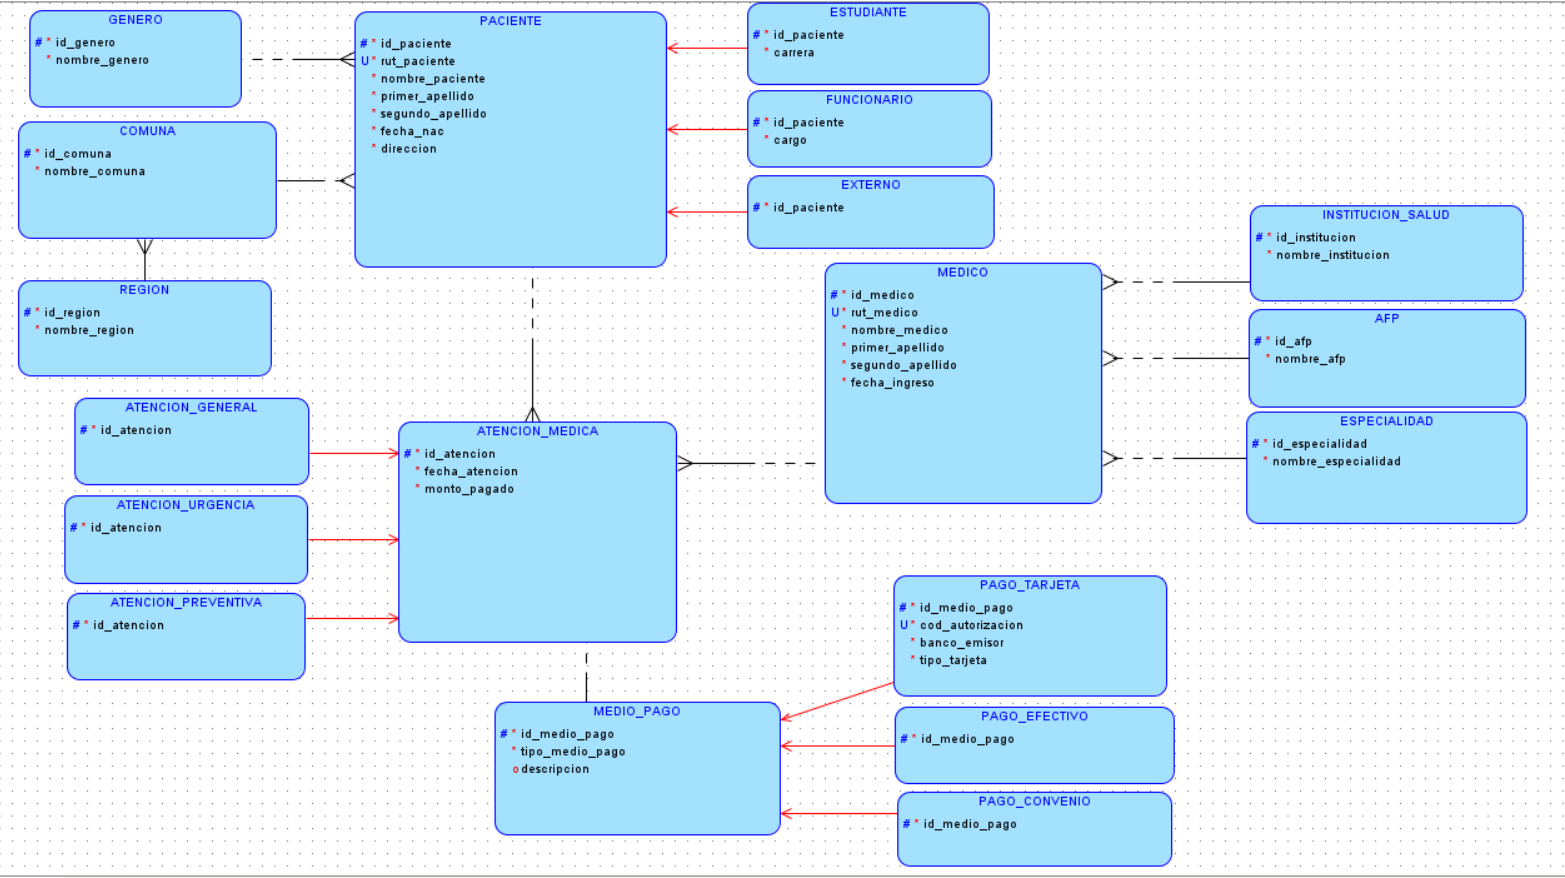 GENERO
# * id_genero
* nombre_genero
PACIENTE
# * id_paciente
U * rut_paciente
* nombre_paciente
* primer_apellido
* segundo_apellido
* fecha_nac
* direccion
ESTUDIANTE
# * id_paciente
* carrera
FUNCIONARIO
# * id_paciente
* cargo
COMUNA
# * id_comuna
* nombre_comuna
EXTERNO
# * id_paciente
INSTITUCION_SALUD
# * id_institucion
* nombre_institucion
REGION
# * id_region
* nombre_region
MEDICO
# * id_medico
U * rut_medico
* nombre_medico
* primer_apellido
* segundo_apellido
* fecha_ingreso
AFP
# * id_afp
* nombre_afp
ESPECIALIDAD
# * id_especialidad
* nombre_especialidad
ATENCION_GENERAL
# * id_atencion
ATENCION_MEDICA
# * id_atencion
* fecha_atencion
* monto_pagado
ATENCION_URGENCIA
# * id_atencion
ATENCION_PREVENTIVA
# * id_atencion
PAGO_TARJETA
# * id_medio_pago
U * cod_autorizacion
* banco_emisor
* tipo_tarjeta
MEDIO_PAGO
# * id_medio_pago
* tipo_medio_pago
o descripcion
PAGO_EFECTIVO
# * id_medio_pago
PAGO_CONVENIO
# * id_medio_pago